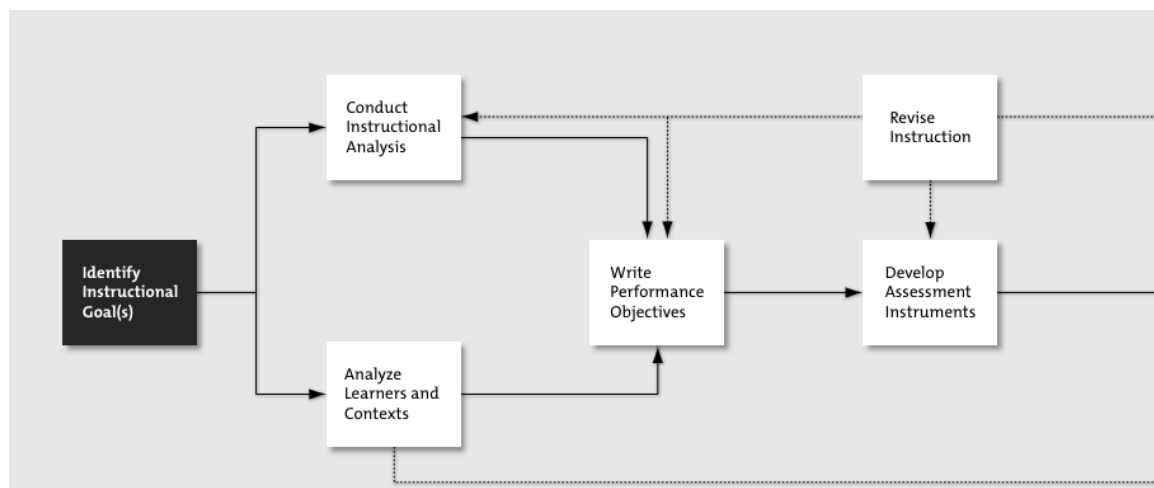 Conduct
Instructional
Analysis
Revise
Instruction
Identify
Instructional
Goal(s)
Write
Performance
Objectives
Develop
Assessment
Instruments
Analyze
Learners and
Contexts